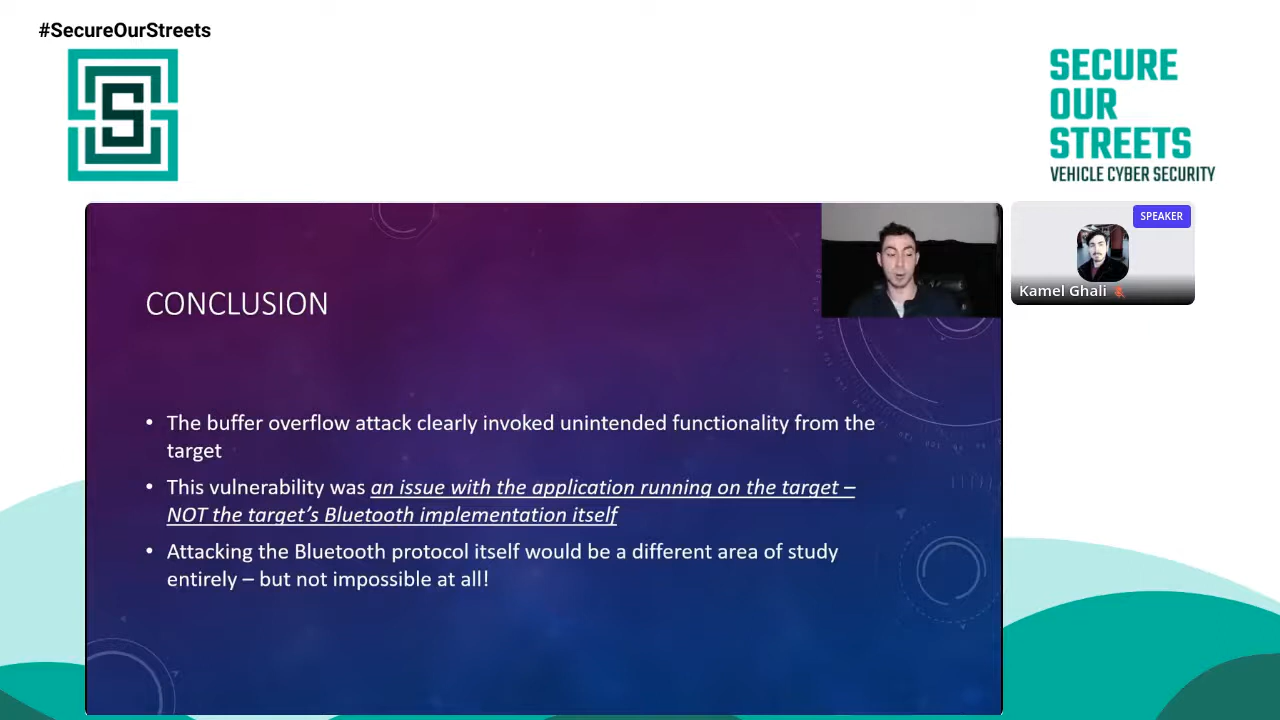 #SecureOurStreets
S
SECURE
OUR
STREETS
VEHICLE CYBER SECURITY
SPEAKER
Kamel Ghali
CONCLUSION
• The buffer overflow attack clearly invoked unintended functionality from the
target
• This vulnerability was an issue with the application running on the target –
NOT the target’s Bluetooth implementation itself
• Attacking the Bluetooth protocol itself would be a different area of study
entirely – but not impossible at all!